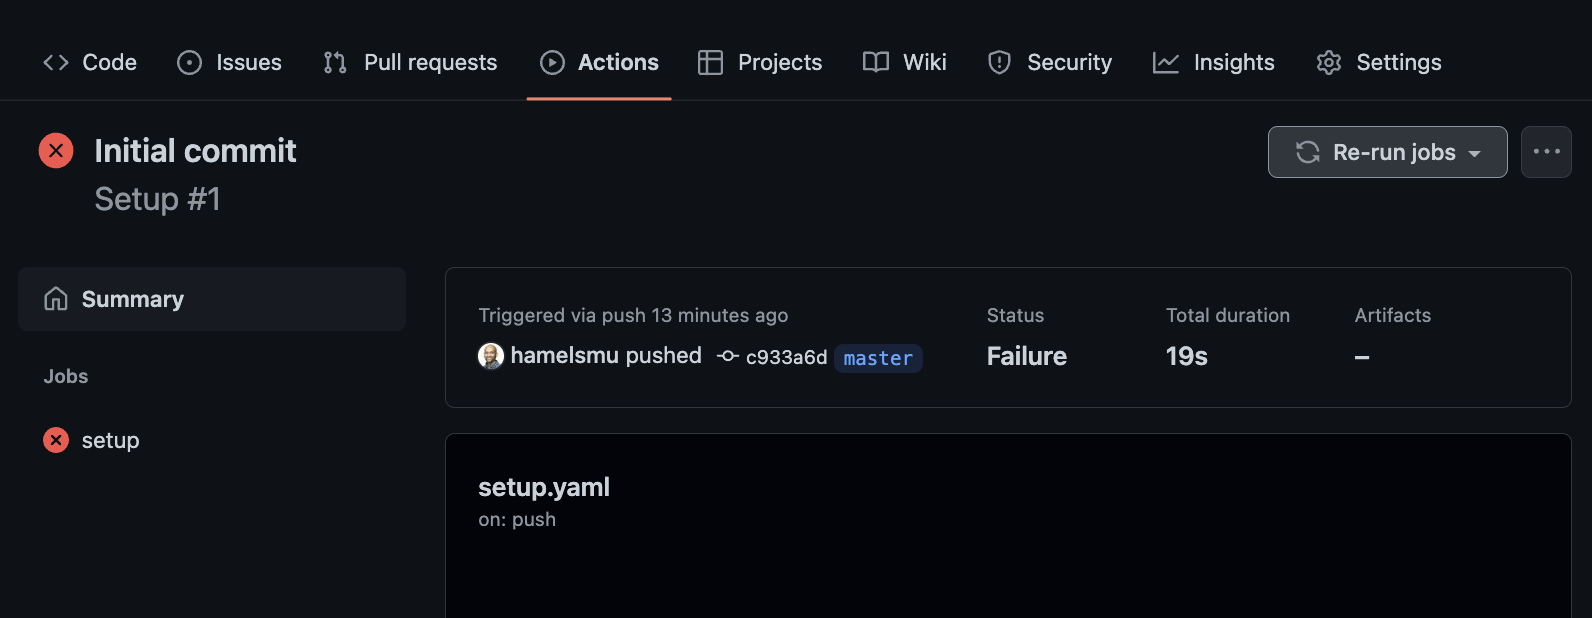 Code Issues Pull requests Actions Projects Wiki Security Insights Settings
Initial commit
Setup #1
Re-run jobs
Summary
Jobs
setup
Triggered via push 13 minutes ago
hamelsmu pushed c933a6d master
Status
Failure
Total duration
19s
Artifacts
–
setup.yaml
on: push